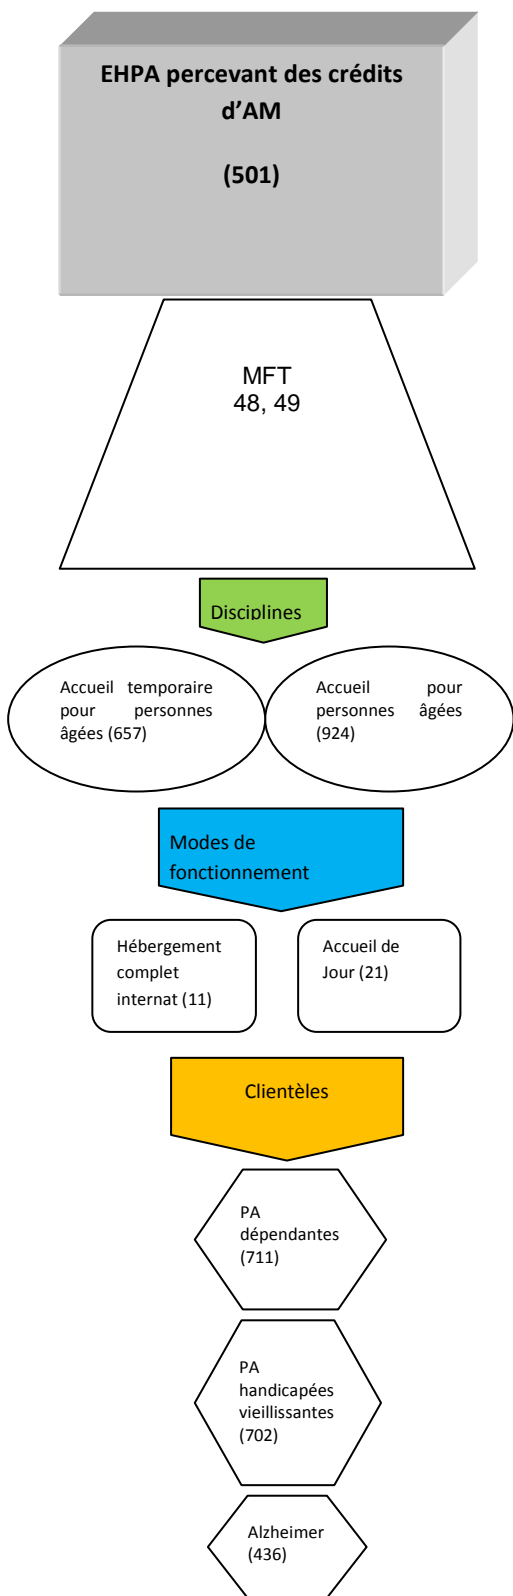 EHPA percevant des crédits
d’AM
(501)
MFT
48, 49
Disciplines
Accueil temporaire
pour personnes
âgées (657)
Accueil pour
personnes âgées
(924)
Modes de
fonctionnement
Hébergement
complet
internat (11)
Accueil de
Jour (21)
Clientèles
PA
dépendantes
(711)
PA
handicapées
vieillissantes
(702)
Alzheimer
(436)